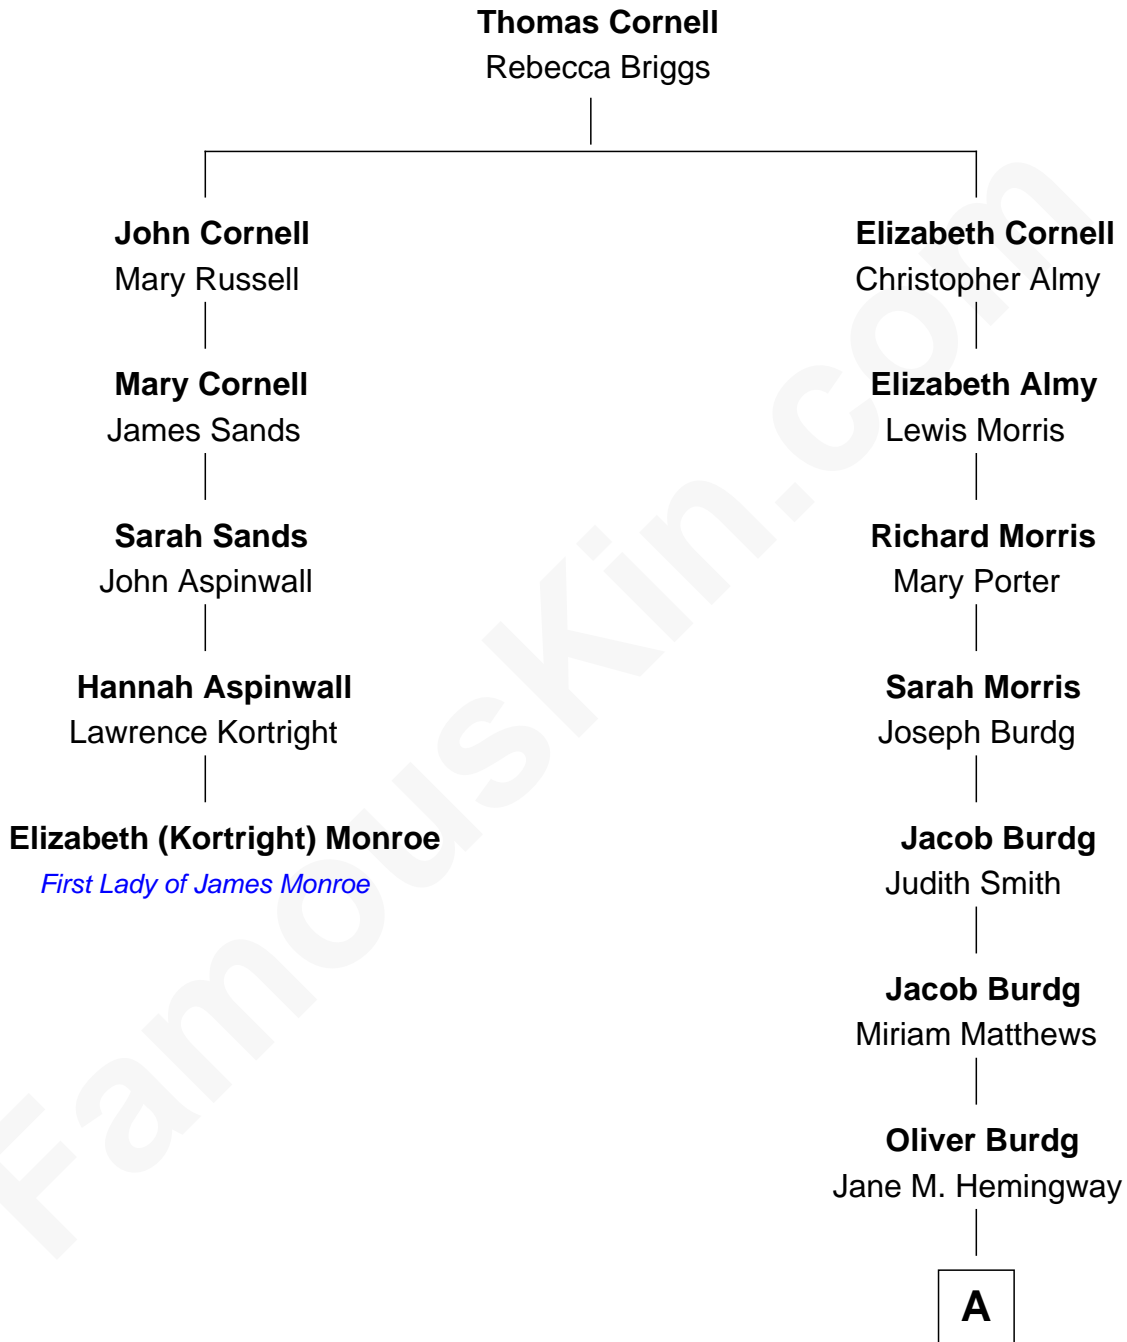 Thomas Cornell
Rebecca Briggs
John Cornell
Mary Russell
Mary Cornell
James Sands
Sarah Sands
John Aspinwall
Hannah Aspinwall
Lawrence Kortright
Elizabeth (Kortright) Monroe
First Lady of James Monroe
Elizabeth Cornell
Christopher Almy
Elizabeth Almy
Lewis Morris
Richard Morris
Mary Porter
Sarah Morris
Joseph Burdg
Jacob Burdg
Judith Smith
Jacob Burdg
Miriam Matthews
Oliver Burdg
Jane M. Hemingway
A
FamousKin.com